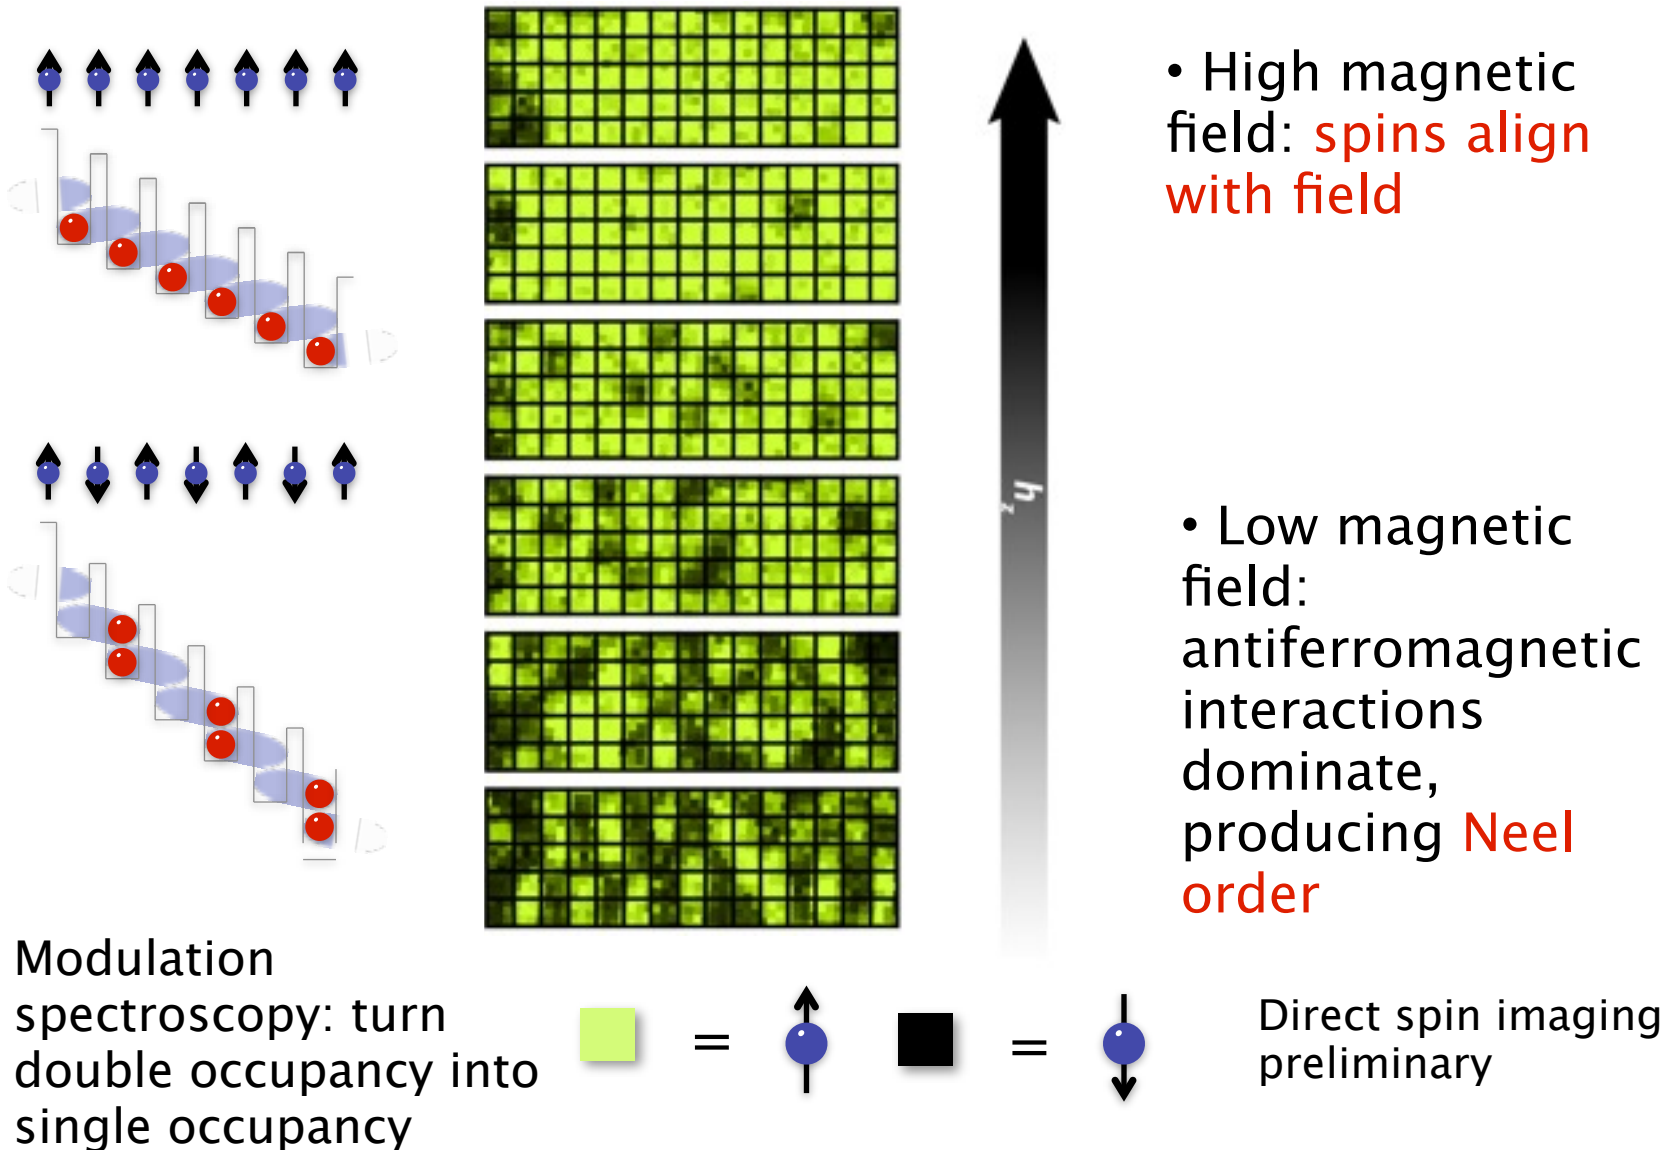 • High magnetic
field: spins align
with field
h_z
• Low magnetic
field:
antiferromagnetic
interactions
dominate,
producing Neel
order
Modulation
spectroscopy: turn
double occupancy into
single occupancy
=
=
Direct spin imaging
preliminary